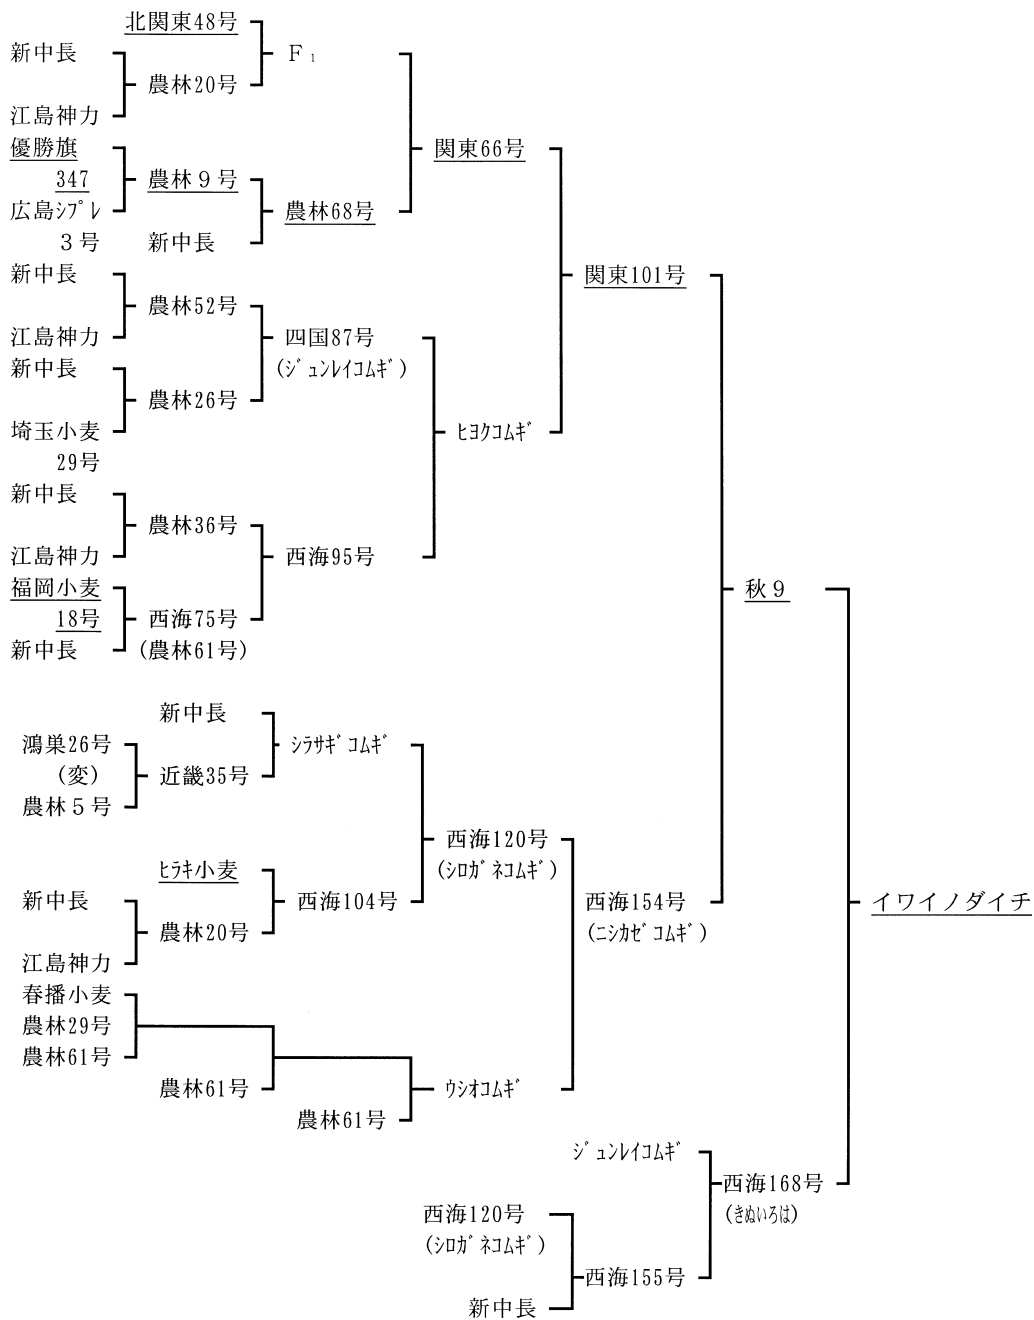 北関東48号
新中長
Ｆ₁
農林20号
江島神力
優勝旗
関東66号
347
農林９号
広島ｼﾌﾟﾚ
農林68号
３号
新中長
新中長
関東101号
農林52号
江島神力
四国87号
新中長
(ｼﾞｭﾝﾚｲｺﾑｷﾞ)
農林26号
埼玉小麦
ﾋﾖｸｺﾑｷﾞ
29号
新中長
農林36号
江島神力
西海95号
福岡小麦
秋９
18号
西海75号
新中長
(農林61号)
新中長
鴻巣26号
ｼﾗｻｷﾞｺﾑｷﾞ
(変)
近畿35号
農林５号
西海120号
ﾋﾗｷ小麦
(ｼﾛｶﾞﾈｺﾑｷﾞ)
新中長
西海104号
西海154号
イワイノダイチ
農林20号
(ﾆｼｶｾﾞｺﾑｷﾞ)
江島神力
春播小麦
農林29号
農林61号
農林61号
ｳｼｵｺﾑｷﾞ
農林61号
ｼﾞｭﾝﾚｲｺﾑｷﾞ
西海168号
西海120号
(きぬいろは)
(ｼﾛｶﾞﾈｺﾑｷﾞ)
西海155号
新中長